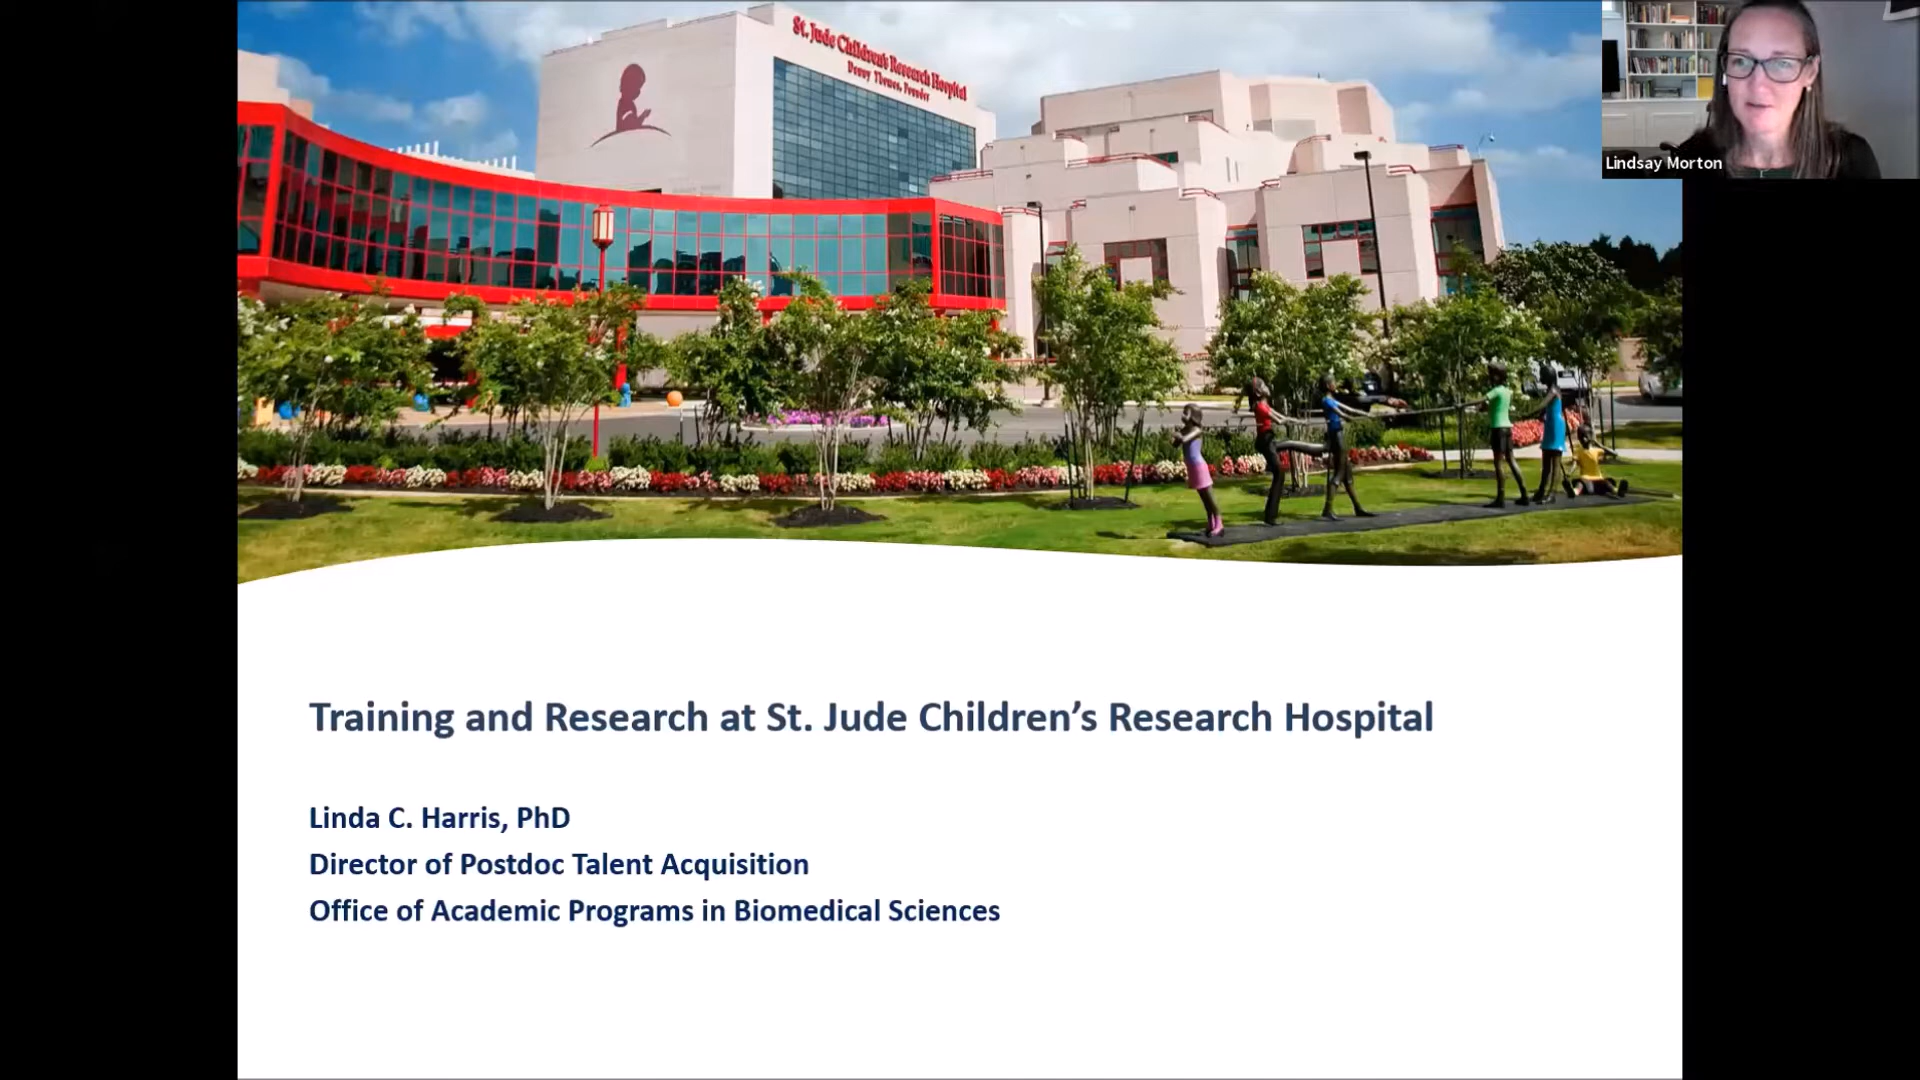 St. Jude Children's Research Hospital
Danny Thomas, Founder
Lindsay Morton
Training and Research at St. Jude Children’s Research Hospital
Linda C. Harris, PhD
Director of Postdoc Talent Acquisition
Office of Academic Programs in Biomedical Sciences